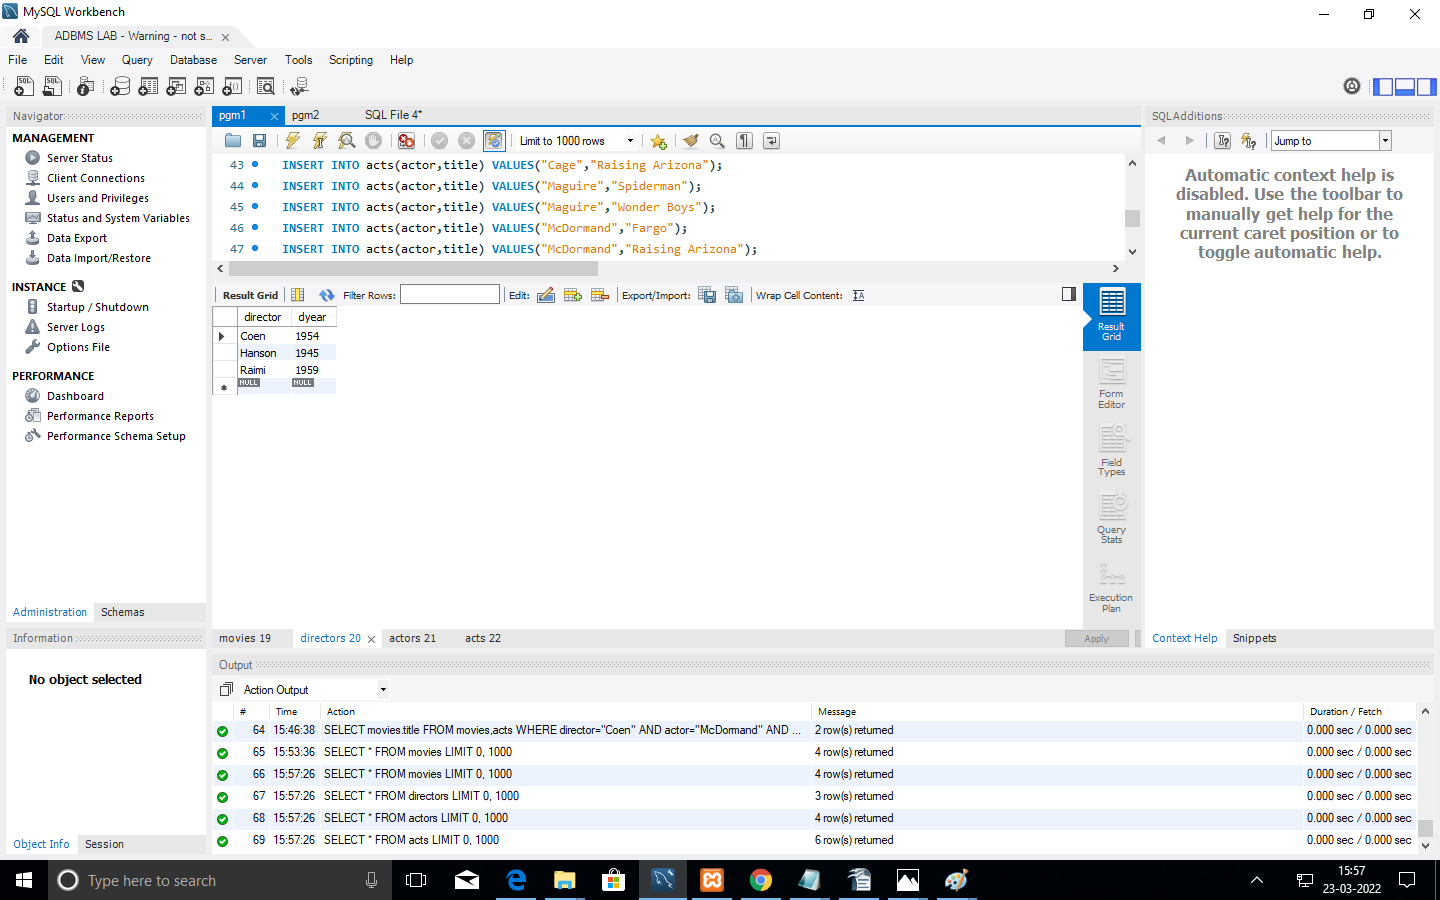 MySQL Workbench
ADBMS LAB - Warning - not s...
File Edit View Query Database Server Tools Scripting Help
Navigator
MANAGEMENT
Server Status
Client Connections
Users and Privileges
Status and System Variables
Data Export
Data Import/Restore
INSTANCE
Startup / Shutdown
Server Logs
Options File
PERFORMANCE
Dashboard
Performance Reports
Performance Schema Setup
Administration Schemas
Information
No object selected
Object Info Session
pgm1 pgm2 SQL File 4*
Limit to 1000 rows
43 INSERT INTO acts(actor,title) VALUES("Cage","Raising Arizona");
44 INSERT INTO acts(actor,title) VALUES("Maguire","Spiderman");
45 INSERT INTO acts(actor,title) VALUES("Maguire","Wonder Boys");
46 INSERT INTO acts(actor,title) VALUES("McDormand","Fargo");
47 INSERT INTO acts(actor,title) VALUES("McDormand","Raising Arizona");
Result Grid Filter Rows: Edit: Export/Import: Wrap Cell Content:
director dyear
Coen 1954
Hanson 1945
Raimi 1959
NULL NULL
Result
Grid
Form
Editor
Field
Types
Query
Stats
Execution
Plan
movies 19 directors 20 actors 21 acts 22 Apply
SQLAdditions
Jump to
Automatic context help is
disabled. Use the toolbar to
manually get help for the
current caret position or to
toggle automatic help.
Context Help Snippets
Output
Action Output
# Time Action Message Duration / Fetch
64 15:46:38 SELECT movies.title FROM movies,acts WHERE director="Coen" AND actor="McDormand" AND ... 2 row(s) returned 0.000 sec / 0.000 sec
65 15:53:36 SELECT * FROM movies LIMIT 0, 1000 4 row(s) returned 0.000 sec / 0.000 sec
66 15:57:26 SELECT * FROM movies LIMIT 0, 1000 4 row(s) returned 0.000 sec / 0.000 sec
67 15:57:26 SELECT * FROM directors LIMIT 0, 1000 3 row(s) returned 0.000 sec / 0.000 sec
68 15:57:26 SELECT * FROM actors LIMIT 0, 1000 4 row(s) returned 0.000 sec / 0.000 sec
69 15:57:26 SELECT * FROM acts LIMIT 0, 1000 6 row(s) returned 0.000 sec / 0.000 sec
Type here to search
15:57
23-03-2022